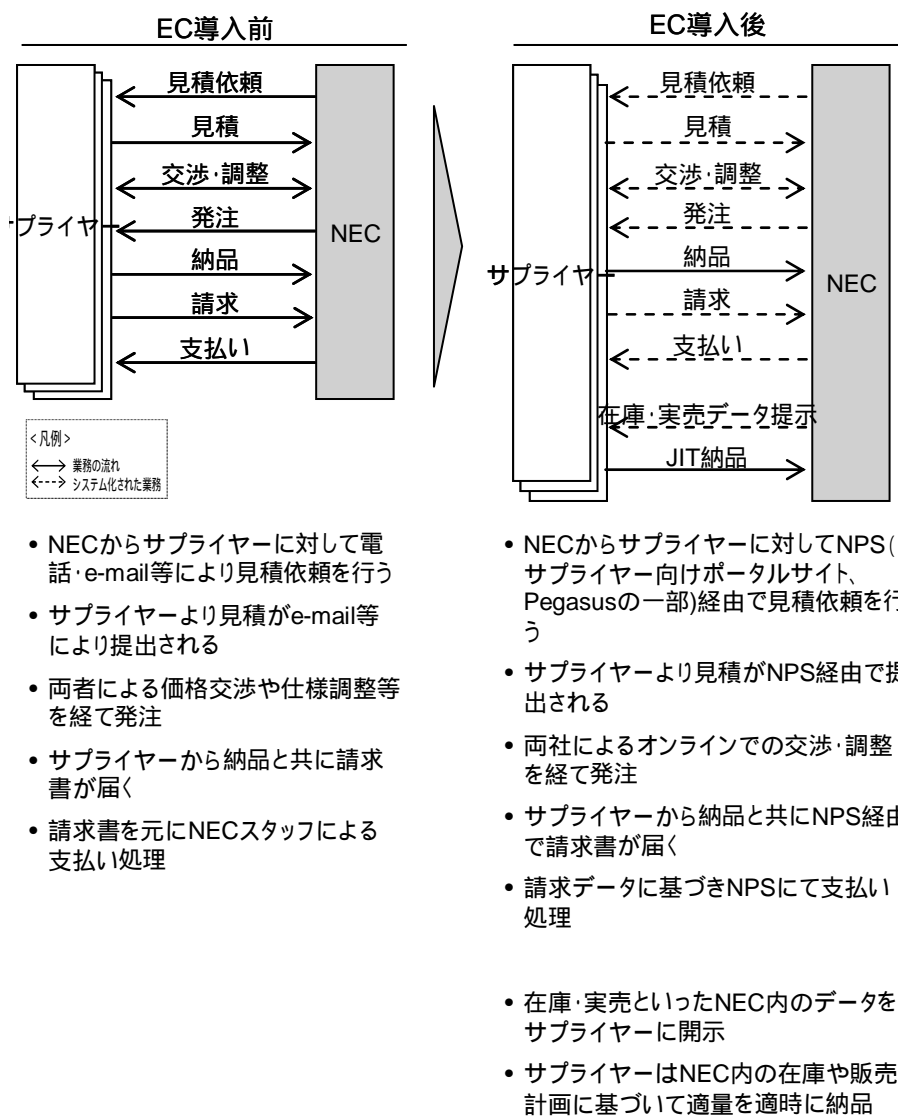 EC導入前
見積依頼
見積
交渉・調整
発注
納品
請求
支払い
プライヤー
NEC
<凡例>
業務の流れ
システム化された業務
• NECからサプライヤーに対して電
話・e-mail等により見積依頼を行う
• サプライヤーより見積がe-mail等
により提出される
• 両者による価格交渉や仕様調整等
を経て発注
• サプライヤーから納品と共に請求
書が届く
• 請求書を元にNECスタッフによる
支払い処理
EC導入後
見積依頼
見積
交渉・調整
発注
納品
請求
支払い
在庫・実売データ提示
JIT納品
サプライヤー
NEC
• NECからサプライヤーに対してNPS(
サプライヤー向けポータルサイト、
Pegasusの一部)経由で見積依頼を行
う
• サプライヤーより見積がNPS経由で提
出される
• 両社によるオンラインでの交渉・調整
を経て発注
• サプライヤーから納品と共にNPS経由
で請求書が届く
• 請求データに基づきNPSにて支払い
処理
• 在庫・実売といったNEC内のデータを
サプライヤーに開示
• サプライヤーはNEC内の在庫や販売
計画に基づいて適量を適時に納品